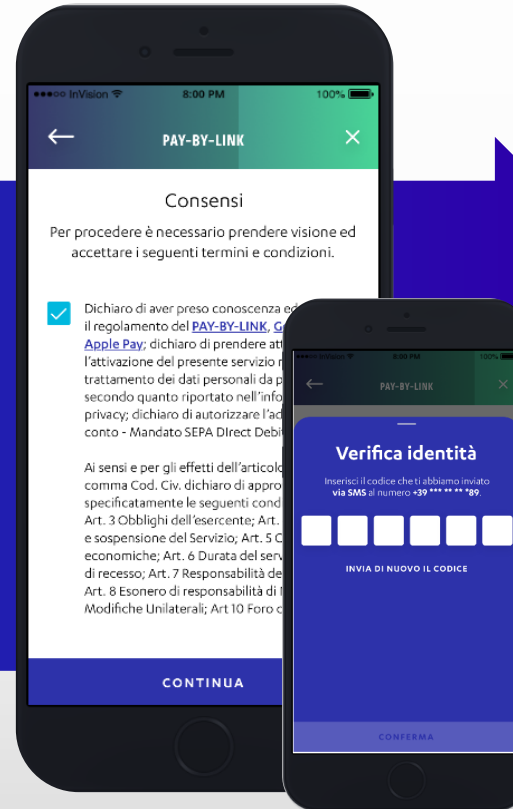 InVision 8:00 PM 100%
PAY-BY-LINK
Consensi
Per procedere è necessario prendere visione ed
accettare i seguenti termini e condizioni.
Dichiaro di aver preso conoscenza ed
il regolamento del PAY-BY-LINK, G
Apple Pay; dichiaro di prendere att
l'attivazione del presente servizio
trattamento dei dati personali da p
secondo quanto riportato nell'info
privacy; dichiaro di autorizzare l'ad
conto - Mandato SEPA DIrect Debi
Ai sensi e per gli effetti dell'articolo
comma Cod. Civ. dichiaro di appro
specificatamente le seguenti cond
Art. 3 Obblighi dell'esercente; Art.
e sospensione del Servizio; Art. 5 C
economiche; Art. 6 Durata del serv
di recesso; Art. 7 Responsabilità de
Art. 8 Esonero di responsabilità di
Modifiche Unilaterali; Art 10 Foro c
CONTINUA
InVision 8:00 PM 100%
PAY-BY-LINK
Verifica identità
Inserisci il codice che ti abbiamo inviato
via SMS al numero +39 *** ** ** *89.
INVIA DI NUOVO IL CODICE
CONFERMA